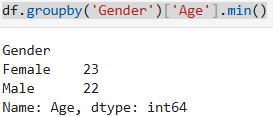 df.groupby('Gender')['Age'].min()
Gender
Female    23
Male      22
Name: Age, dtype: int64